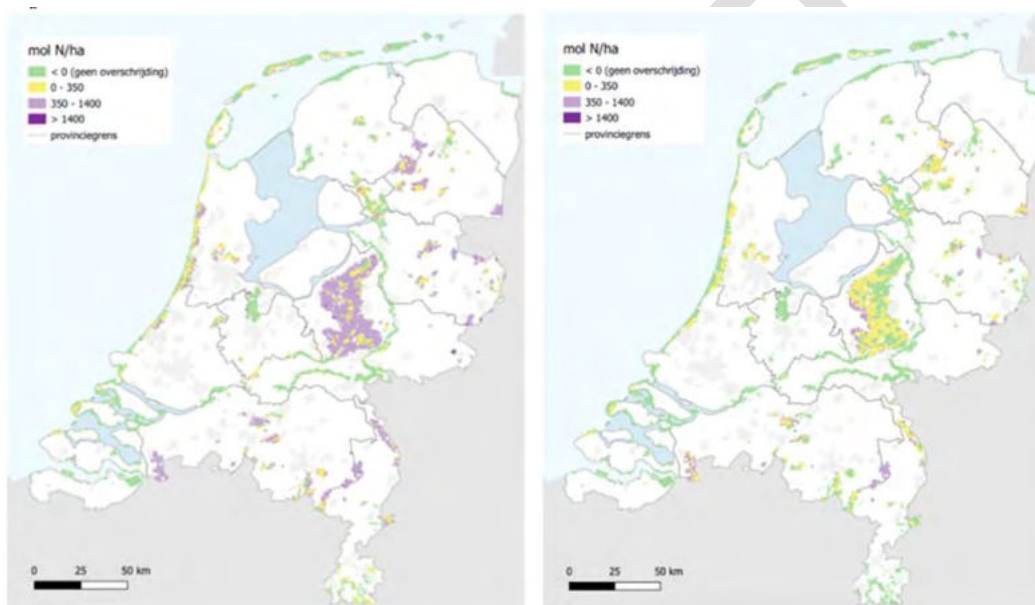 mol N/ha
< 0 (geen overschrijding)
0 - 350
350 - 1400
> 1400
provinciegrens
0 25 50 km
mol N/ha
< 0 (geen overschrijding)
0 - 350
350 - 1400
> 1400
provinciegrens
0 25 50 km